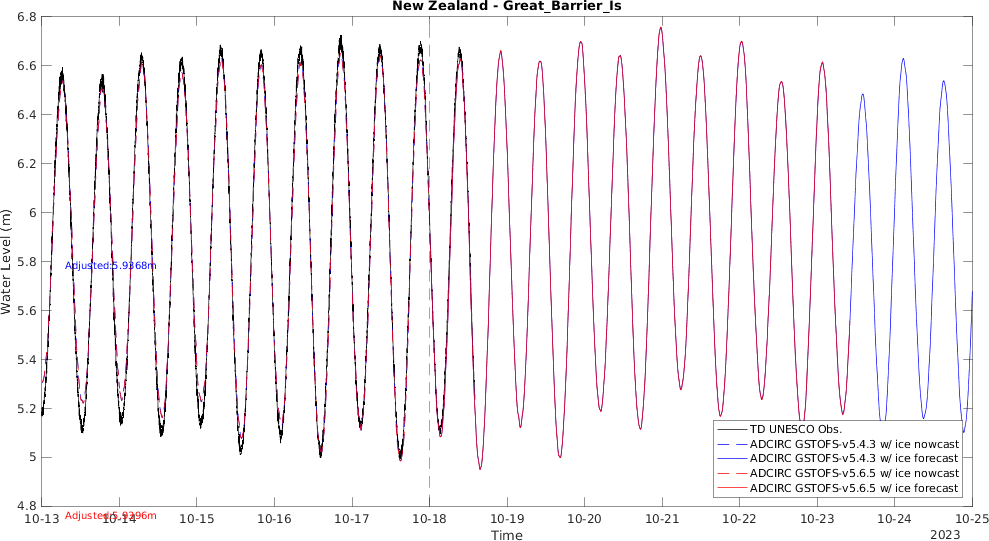 New Zealand - Great_Barrier_Is
6.8
6.6
6.4
6.2
6
5.8
5.6
5.4
5.2
5
4.8
Water Level (m)
Adjusted:5.9368m
Adjusted:5.9296m
TD UNESCO Obs.
ADCIRC GSTOFS-v5.4.3 w/ ice nowcast
ADCIRC GSTOFS-v5.4.3 w/ ice forecast
ADCIRC GSTOFS-v5.6.5 w/ ice nowcast
ADCIRC GSTOFS-v5.6.5 w/ ice forecast
10-13 10-14 10-15 10-16 10-17 10-18 10-19 10-20 10-21 10-22 10-23 10-24 10-25
Time
2023